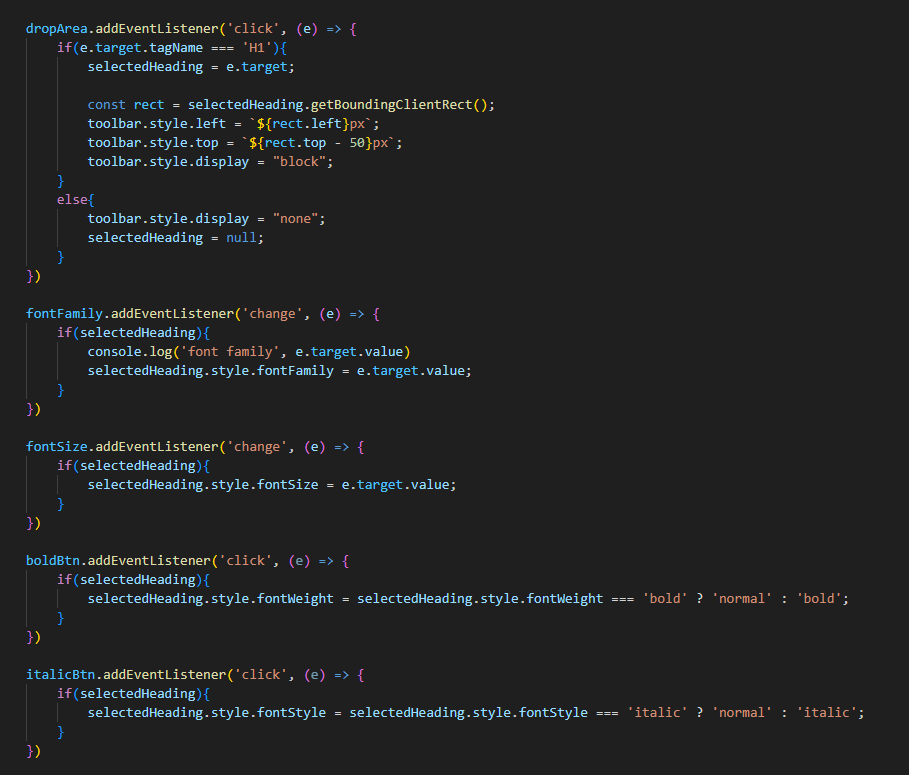 dropArea.addEventListener('click', (e) => {
    if(e.target.tagName === 'H1'){
        selectedHeading = e.target;

        const rect = selectedHeading.getBoundingClientRect();
        toolbar.style.left = `${rect.left}px`;
        toolbar.style.top = `${rect.top - 50}px`;
        toolbar.style.display = "block";
    }
    else{
        toolbar.style.display = "none";
        selectedHeading = null;
    }
})

fontFamily.addEventListener('change', (e) => {
    if(selectedHeading){
        console.log('font family', e.target.value)
        selectedHeading.style.fontFamily = e.target.value;
    }
})

fontSize.addEventListener('change', (e) => {
    if(selectedHeading){
        selectedHeading.style.fontSize = e.target.value;
    }
})

boldBtn.addEventListener('click', (e) => {
    if(selectedHeading){
        selectedHeading.style.fontWeight = selectedHeading.style.fontWeight === 'bold' ? 'normal' : 'bold';
    }
})

italicBtn.addEventListener('click', (e) => {
    if(selectedHeading){
        selectedHeading.style.fontStyle = selectedHeading.style.fontStyle === 'italic' ? 'normal' : 'italic';
    }
})